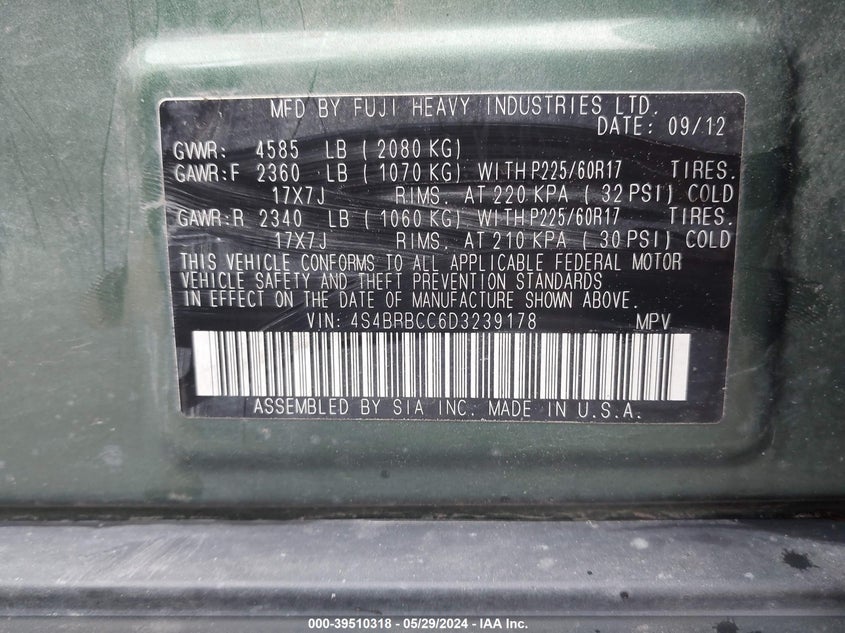 MFD BY FUJI HEAVY INDUSTRIES LTD.
DATE: 09/12
GVWR: 4585 LB ( 2080 KG)
GAWR:F 2360 LB ( 1070 KG) WITH P225/60R17 TIRES.
17X7J RIMS. AT 220 KPA ( 32 PSI) COLD
GAWR:R 2340 LB ( 1060 KG) WITH P225/60R17 TIRES.
17X7J RIMS. AT 210 KPA ( 30 PSI) COLD
THIS VEHICLE CONFORMS TO ALL APPLICABLE FEDERAL MOTOR
VEHICLE SAFETY AND THEFT PREVENTION STANDARDS
IN EFFECT ON THE DATE OF MANUFACTURE SHOWN ABOVE.
VIN: 4S4BRBCC6D3239178 MPV
ASSEMBLED BY SIA INC. MADE IN U.S.A.
000-39510318 - 05/29/2024 - IAA Inc.